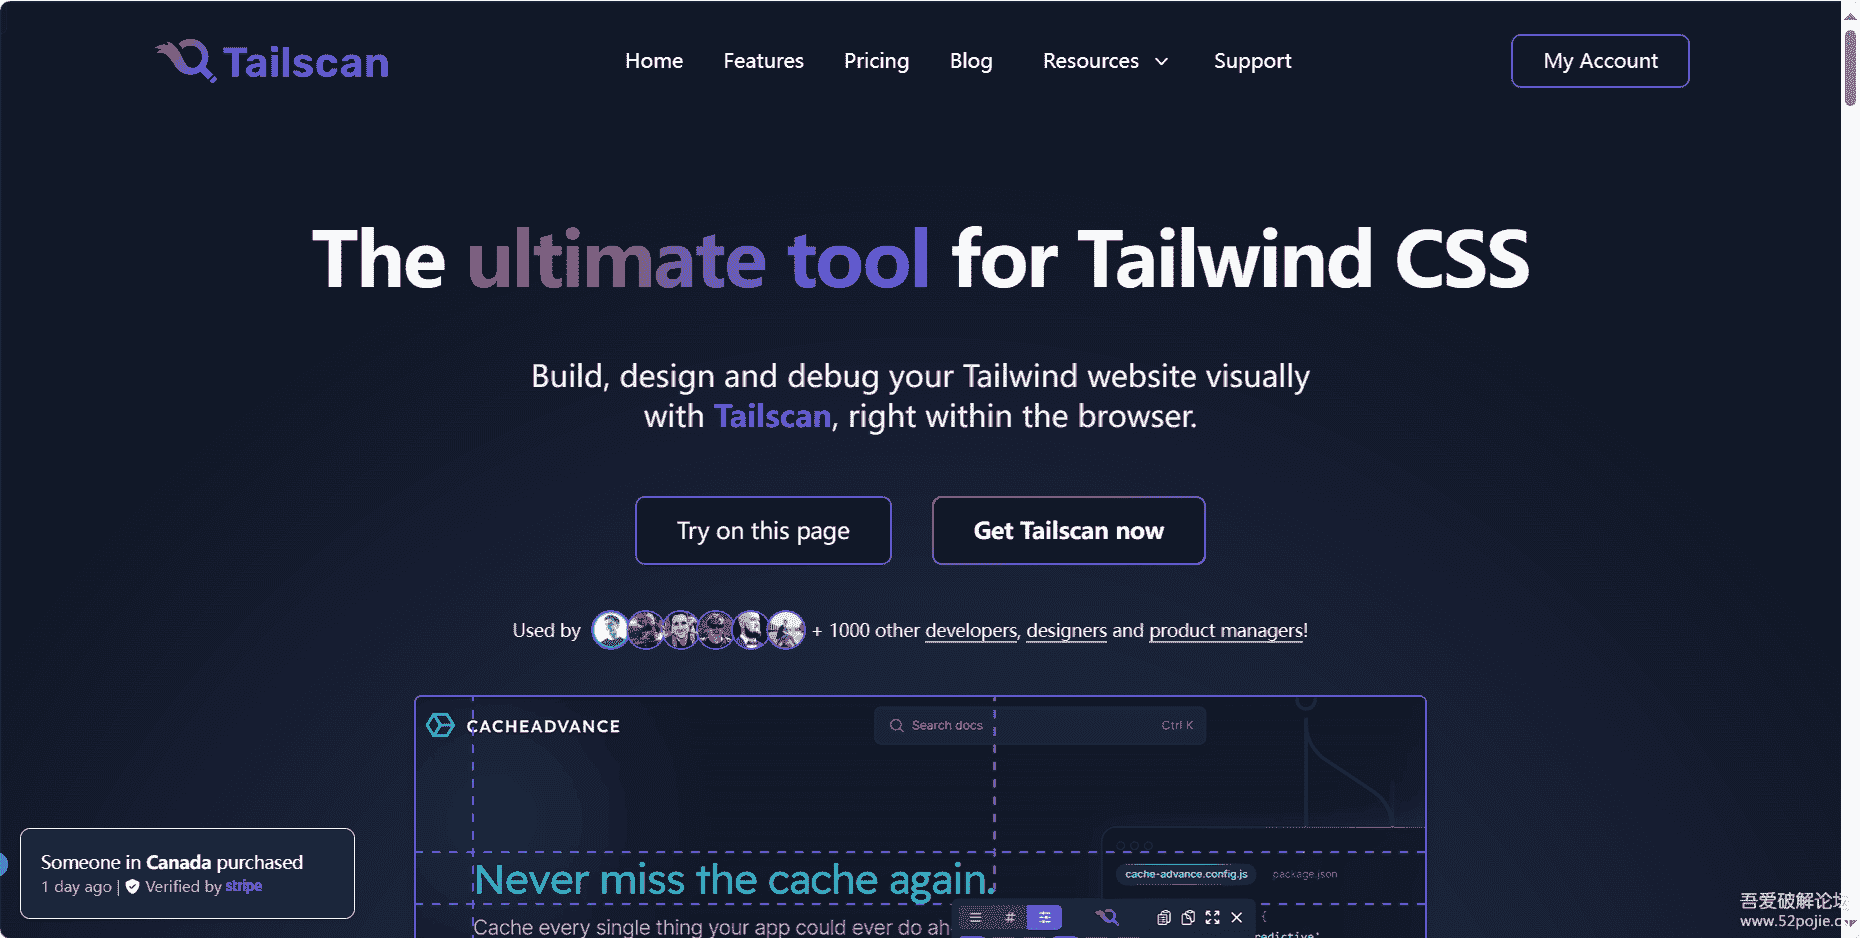 Tailscan
Home Features Pricing Blog Resources Support
My Account
The ultimate tool for Tailwind CSS
Build, design and debug your Tailwind website visually
with Tailscan, right within the browser.
Try on this page
Get Tailscan now
Used by + 1000 other developers, designers and product managers!
CACHEADVANCE
Search docs Ctrl K
Never miss the cache again.
Cache every single thing your app could ever do ah
cache-advance.config.js package.json
{
Someone in Canada purchased
1 day ago | Verified by stripe
吾爱破解论坛
www.52pojie.c